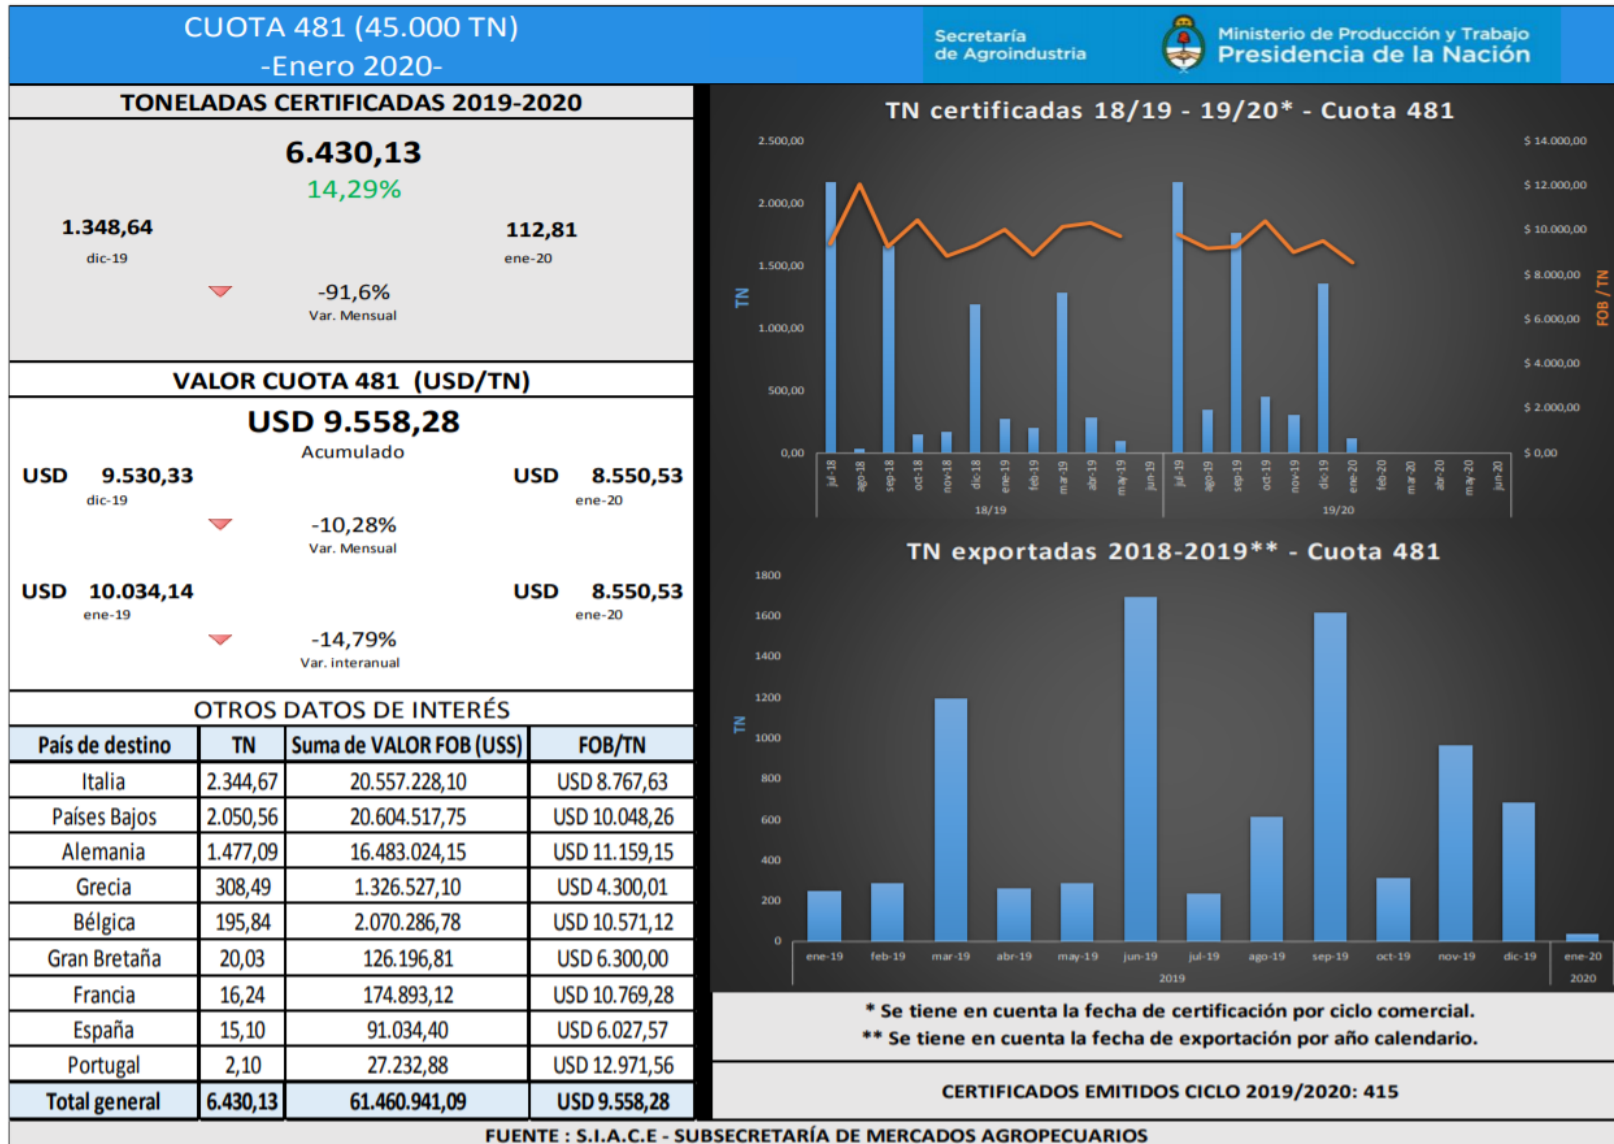 CUOTA 481 (45.000 TN)
-Enero 2020-
Secretaría
de Agroindustria
Ministerio de Producción y Trabajo
Presidencia de la Nación
TONELADAS CERTIFICADAS 2019-2020
6.430,13
14,29%
1.348,64 112,81
dic-19 ene-20
-91,6%
Var. Mensual
VALOR CUOTA 481 (USD/TN)
USD 9.558,28
Acumulado
USD 9.530,33 USD 8.550,53
dic-19 ene-20
-10,28%
Var. Mensual
USD 10.034,14 USD 8.550,53
ene-19 ene-20
-14,79%
Var. interanual
OTROS DATOS DE INTERÉS
País de destino TN Suma de VALOR FOB (USS) FOB/TN
Italia 2.344,67 20.557.228,10 USD 8.767,63
Países Bajos 2.050,56 20.604.517,75 USD 10.048,26
Alemania 1.477,09 16.483.024,15 USD 11.159,15
Grecia 308,49 1.326.527,10 USD 4.300,01
Bélgica 195,84 2.070.286,78 USD 10.571,12
Gran Bretaña 20,03 126.196,81 USD 6.300,00
Francia 16,24 174.893,12 USD 10.769,28
España 15,10 91.034,40 USD 6.027,57
Portugal 2,10 27.232,88 USD 12.971,56
Total general 6.430,13 61.460.941,09 USD 9.558,28
TN certificadas 18/19 - 19/20* - Cuota 481
2.500,00
2.000,00
1.500,00
1.000,00
500,00
0,00
TN
$ 14.000,00
$ 12.000,00
$ 10.000,00
$ 8.000,00
$ 6.000,00
$ 4.000,00
$ 2.000,00
$ 0,00
FOB / TN
jul-18 ago-18 sep-18 oct-18 nov-18 dic-18 ene-19 feb-19 mar-19 abr-19 may-19 jun-19 jul-19 ago-19 sep-19 oct-19 nov-19 dic-19 ene-20 feb-20 mar-20 abr-20 may-20 jun-20
18/19 19/20
TN exportadas 2018-2019** - Cuota 481
1800
1600
1400
1200
1000
800
600
400
200
0
TN
ene-19 feb-19 mar-19 abr-19 may-19 jun-19 jul-19 ago-19 sep-19 oct-19 nov-19 dic-19 ene-20
2019 2020
* Se tiene en cuenta la fecha de certificación por ciclo comercial.
** Se tiene en cuenta la fecha de exportación por año calendario.
CERTIFICADOS EMITIDOS CICLO 2019/2020: 415
FUENTE : S.I.A.C.E - SUBSECRETARÍA DE MERCADOS AGROPECUARIOS